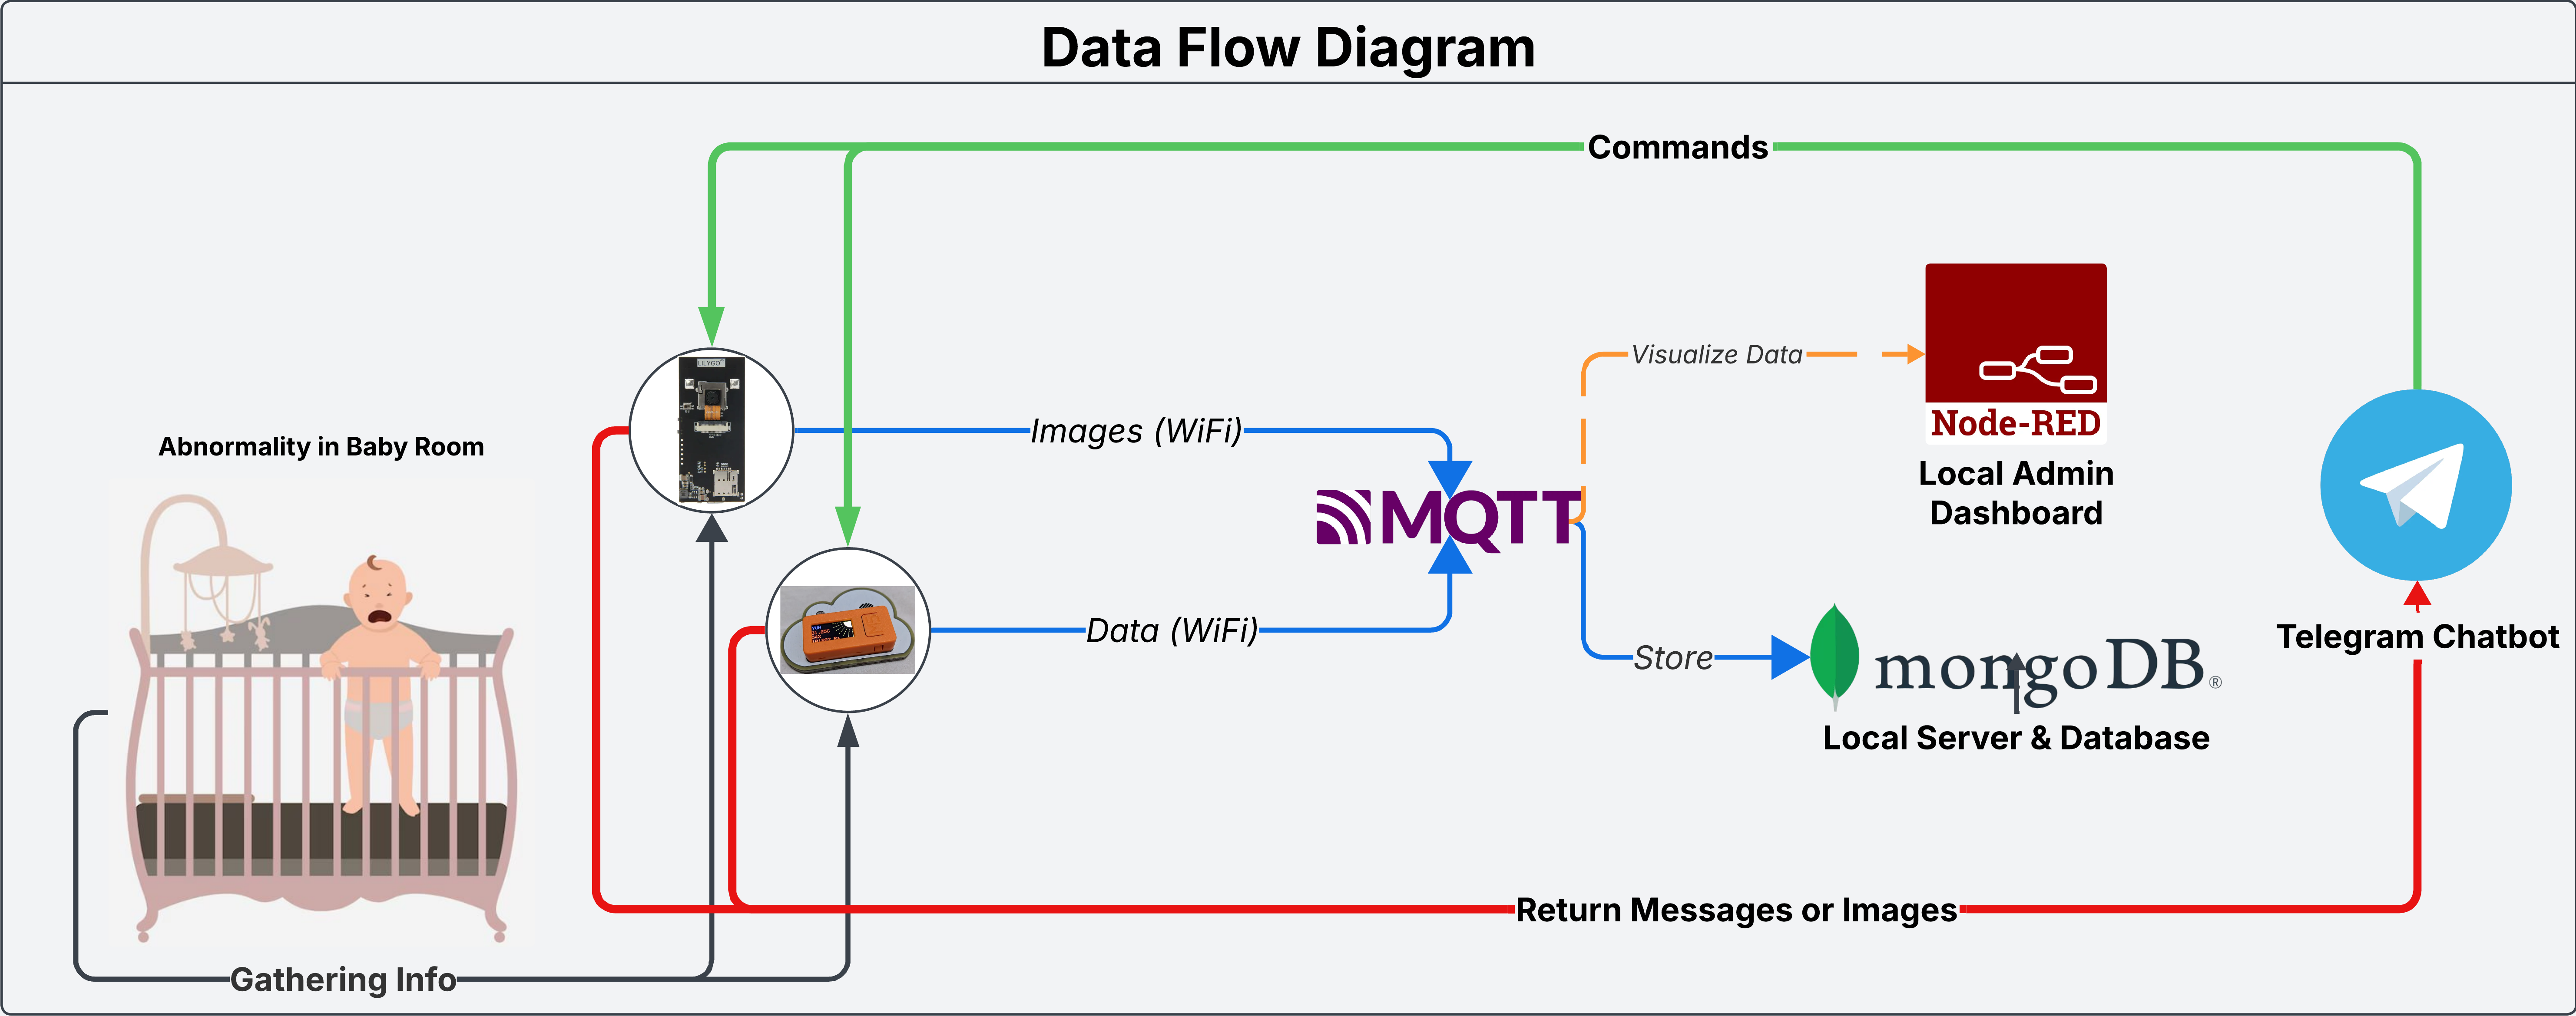 Data Flow Diagram
Commands
LILYGO
Visualize Data
Node-RED
Local Admin
Dashboard
Images (WiFi)
Abnormality in Baby Room
MQTT
Data (WiFi)
Store
mongoDB®
Local Server & Database
Telegram Chatbot
Return Messages or Images
Gathering Info